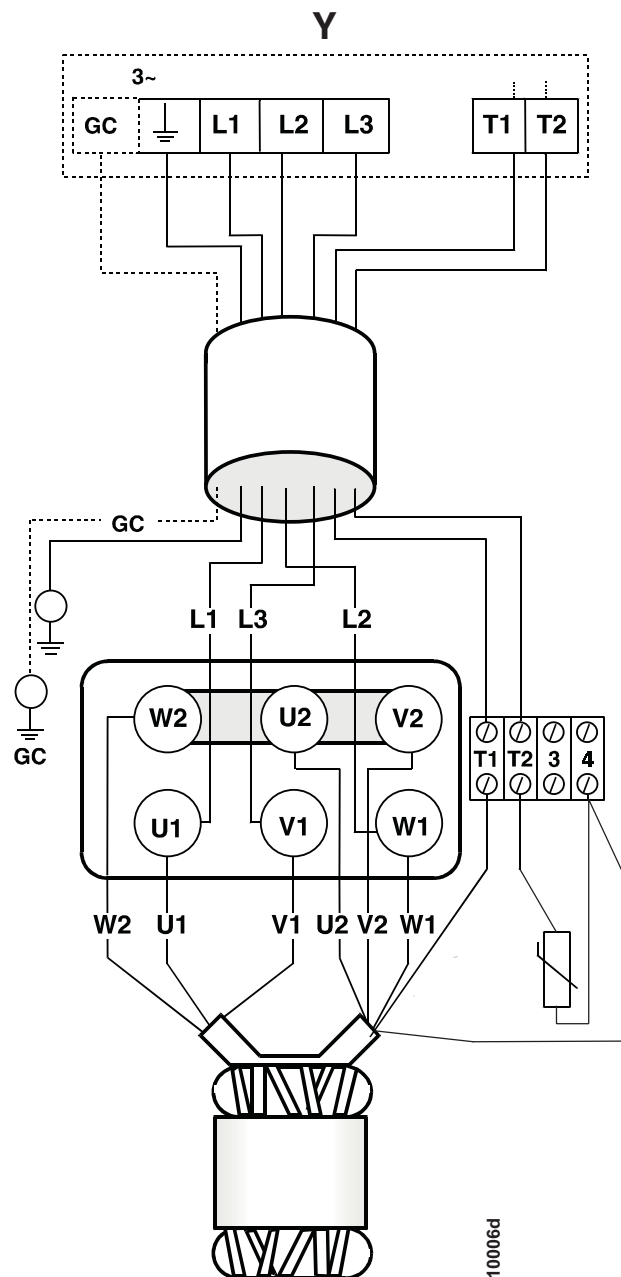 Y
3~
GC L1 L2 L3 T1 T2
GC
L1 L3 L2
W2 U2 V2
GC
T1 T2 3 4
U1 V1 W1
W2 U1 V1 U2 V2 W1
10006d